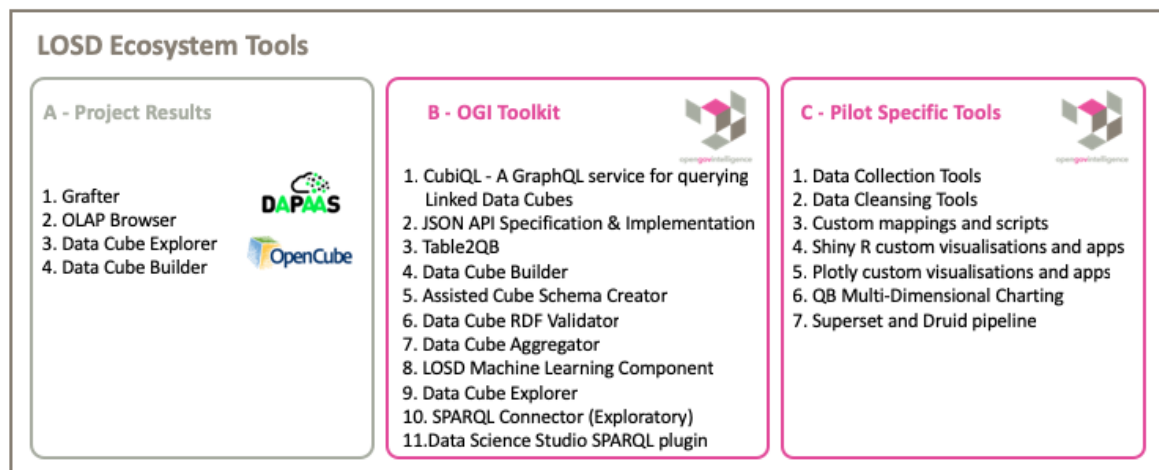 LOSD Ecosystem Tools
A - Project Results
1. Grafter
2. OLAP Browser
3. Data Cube Explorer
4. Data Cube Builder
DAPAAS
OpenCube
B - OGI Toolkit
opengovintelligence
1. CubiQL - A GraphQL service for querying
Linked Data Cubes
2. JSON API Specification & Implementation
3. Table2QB
4. Data Cube Builder
5. Assisted Cube Schema Creator
6. Data Cube RDF Validator
7. Data Cube Aggregator
8. LOSD Machine Learning Component
9. Data Cube Explorer
10. SPARQL Connector (Exploratory)
11.Data Science Studio SPARQL plugin
C - Pilot Specific Tools
opengovintelligence
1. Data Collection Tools
2. Data Cleansing Tools
3. Custom mappings and scripts
4. Shiny R custom visualisations and apps
5. Plotly custom visualisations and apps
6. QB Multi-Dimensional Charting
7. Superset and Druid pipeline